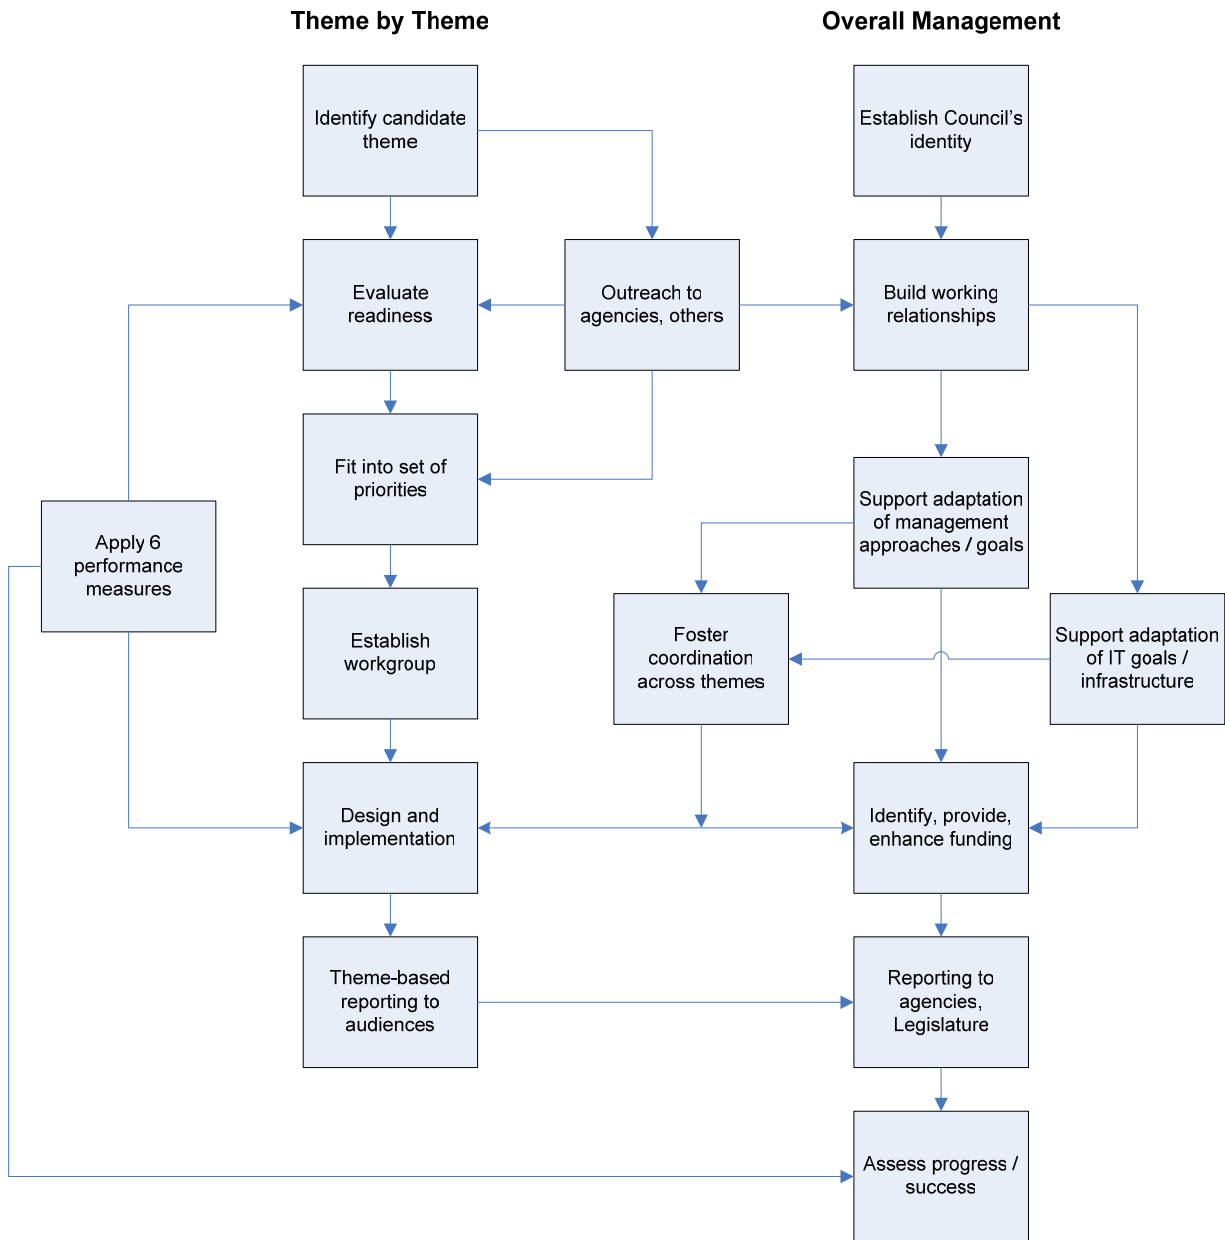 Theme by Theme
Overall Management
Identify candidate
theme
Establish Council's
identity
Evaluate
readiness
Outreach to
agencies, others
Build working
relationships
Fit into set of
priorities
Support adaptation
of management
approaches / goals
Apply 6
performance
measures
Establish
workgroup
Foster
coordination
across themes
Support adaptation
of IT goals /
infrastructure
Design and
implementation
Identify, provide,
enhance funding
Theme-based
reporting to
audiences
Reporting to
agencies,
Legislature
Assess progress /
success